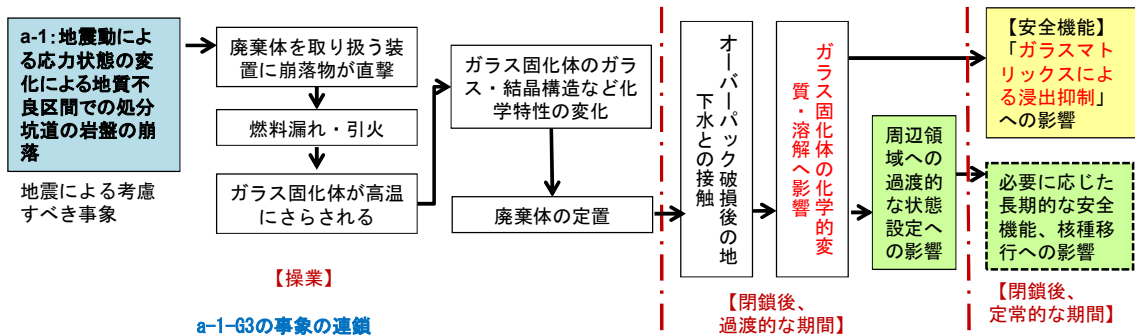 a-1:地震動によ
る応力状態の変
化による地質不
良区間での処分
坑道の岩盤の崩
落
地震による考慮
すべき事象
廃棄体を取り扱う装
置に崩落物が直撃
燃料漏れ・引火
ガラス固化体が高温
にさらされる
【操業】
a-1-G3の事象の連鎖
ガラス固化体のガラ
ス・結晶構造など化
学特性の変化
廃棄体の定置
オーバーパック破損後の地
下水との接触
ガラス固化体の化学的変
質・溶解へ影響
周辺領
域への
過渡的
な状態
設定へ
の影響
【閉鎖後、
過渡的な期間】
【安全機能】
「ガラスマト
リックスによ
る浸出抑制」
への影響
必要に応じた
長期的な安全
機能、核種移
行への影響
【閉鎖後、
定常的な期間】